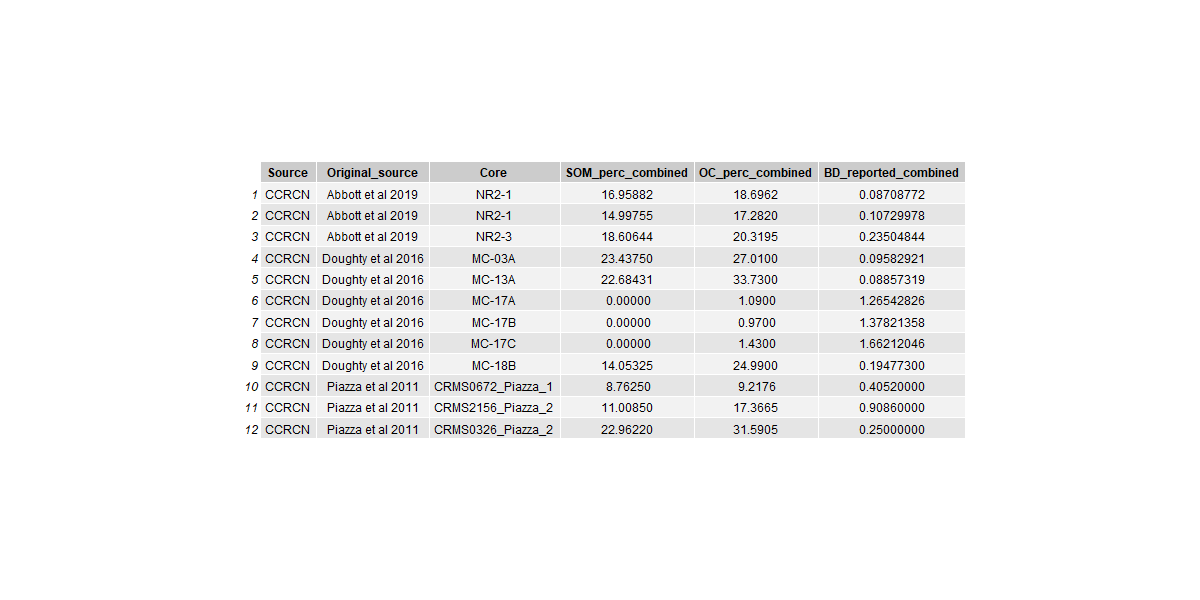 Source Original_source Core SOM_perc_combined OC_perc_combined BD_reported_combined
1 CCRCN Abbott et al 2019 NR2-1 16.95882 18.6962 0.08708772
2 CCRCN Abbott et al 2019 NR2-1 14.99755 17.2820 0.10729978
3 CCRCN Abbott et al 2019 NR2-3 18.60644 20.3195 0.23504844
4 CCRCN Doughty et al 2016 MC-03A 23.43750 27.0100 0.09582921
5 CCRCN Doughty et al 2016 MC-13A 22.68431 33.7300 0.08857319
6 CCRCN Doughty et al 2016 MC-17A 0.00000 1.0900 1.26542826
7 CCRCN Doughty et al 2016 MC-17B 0.00000 0.9700 1.37821358
8 CCRCN Doughty et al 2016 MC-17C 0.00000 1.4300 1.66212046
9 CCRCN Doughty et al 2016 MC-18B 14.05325 24.9900 0.19477300
10 CCRCN Piazza et al 2011 CRMS0672_Piazza_1 8.76250 9.2176 0.40520000
11 CCRCN Piazza et al 2011 CRMS2156_Piazza_2 11.00850 17.3665 0.90860000
12 CCRCN Piazza et al 2011 CRMS0326_Piazza_2 22.96220 31.5905 0.25000000